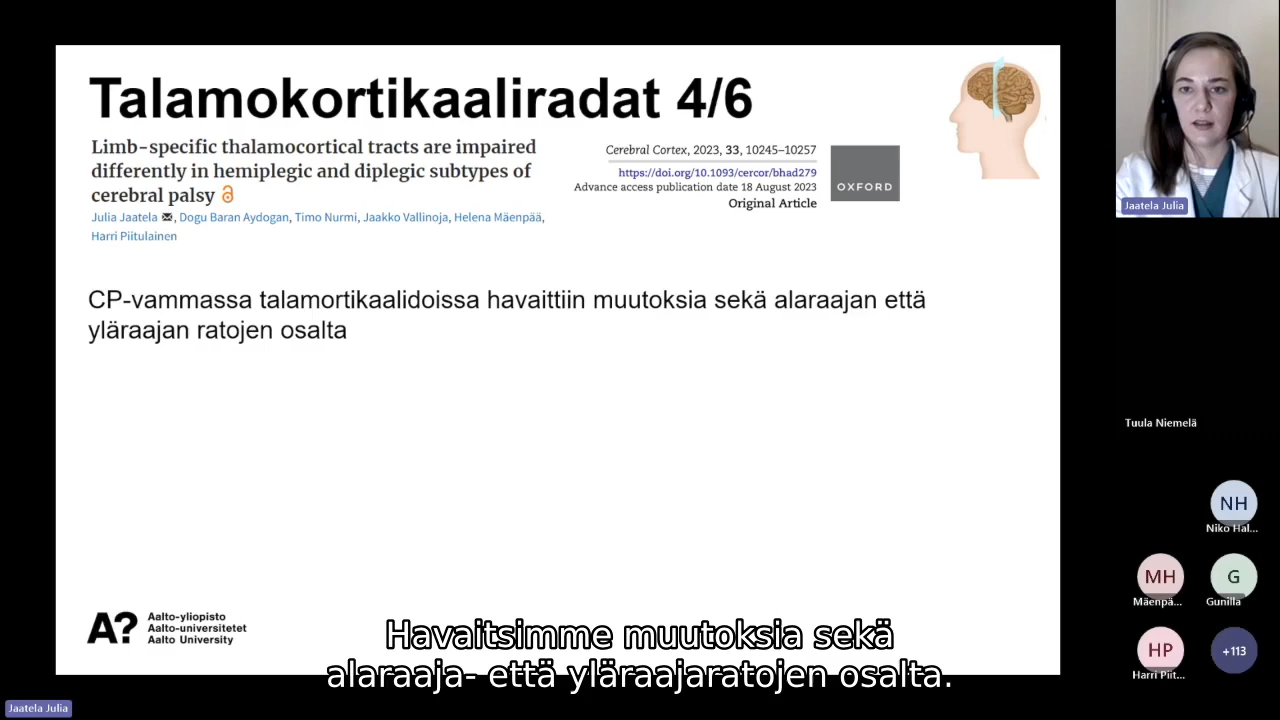 Talamokortikaaliradat 4/6
Limb-specific thalamocortical tracts are impaired
differently in hemiplegic and diplegic subtypes of
cerebral palsy
Julia Jaatela, Dogu Baran Aydogan, Timo Nurmi, Jaakko Vallinoja, Helena Mäenpää,
Harri Piitulainen
Cerebral Cortex, 2023, 33, 10245–10257
https://doi.org/10.1093/cercor/bhad279
Advance access publication date 18 August 2023
Original Article
OXFORD
CP-vammassa talamortikaalidoissa havaittiin muutoksia sekä alaraajan että
yläraajan ratojen osalta
A?
Aalto-yliopisto
Aalto-universitetet
Aalto University
Havaitsimme muutoksia sekä
alaraaja- että yläraajaratojen osalta.
Jaatela Julia
Jaatela Julia
Tuula Niemelä
NH
Niko Hal...
MH
Mäenpä...
G
Gunilla
HP
Harri Piit...
+113